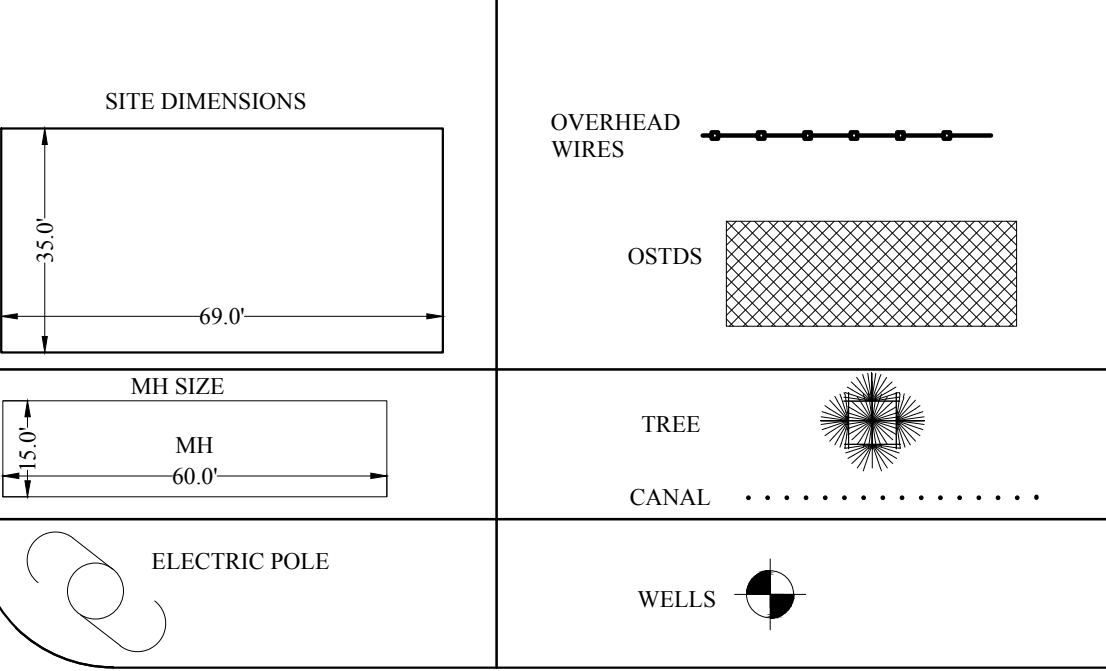 SITE DIMENSIONS
35.0'
69.0'
OVERHEAD
WIRES
OSTDS
MH SIZE
15.0'
MH
60.0'
TREE
CANAL
ELECTRIC POLE
WELLS